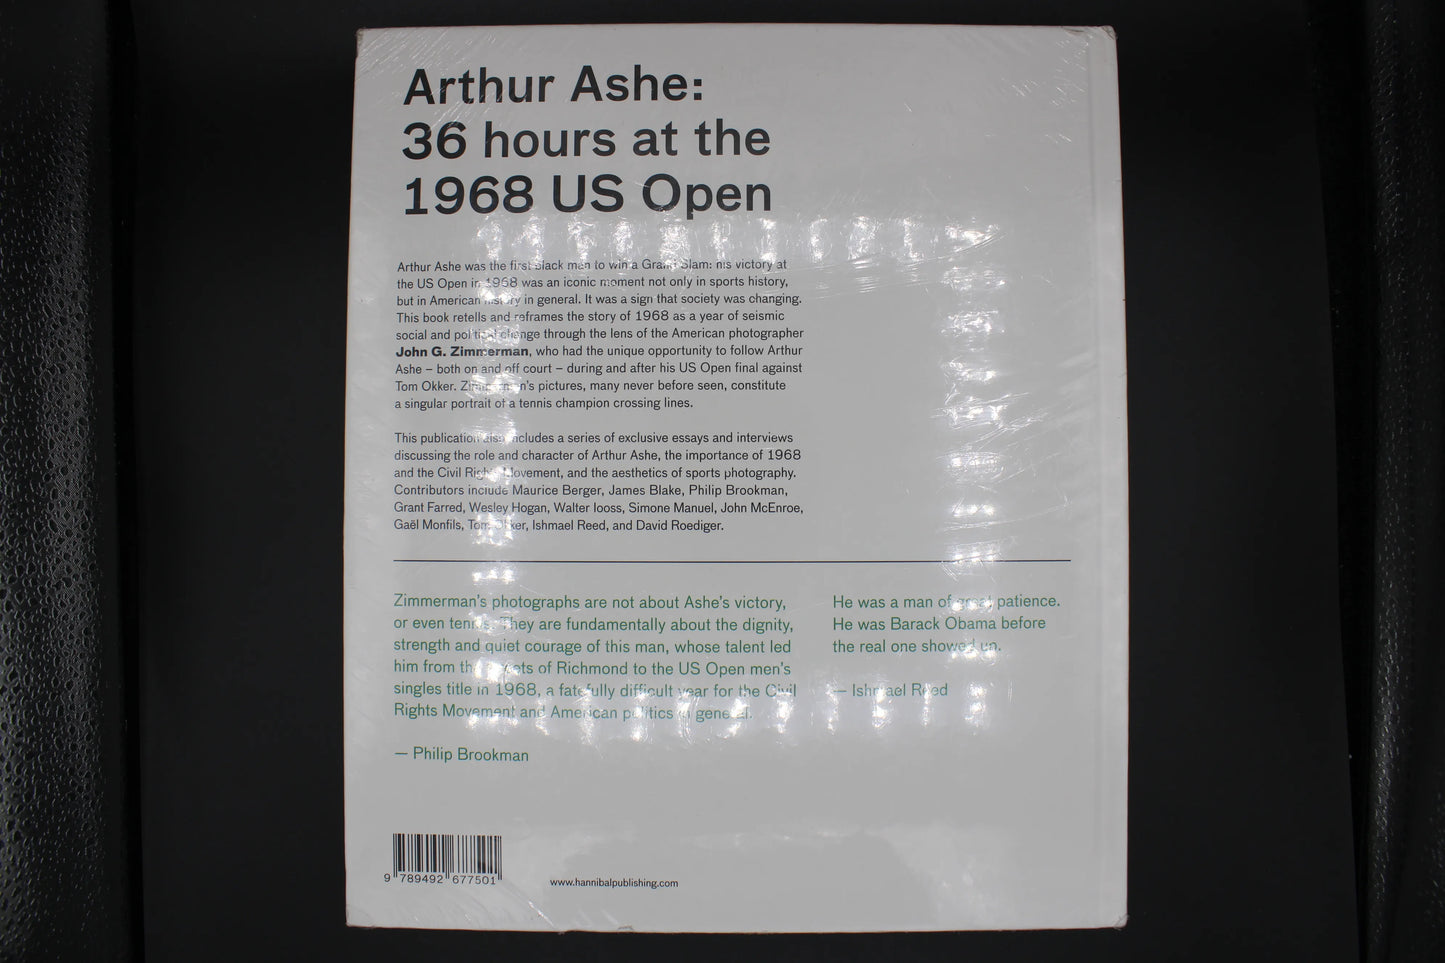 Arthur Ashe:
36 hours at the
1968 US Open
Arthur Ashe was the first black man to win a Grand Slam: his victory at
the US Open in 1968 was an iconic moment not only in sports history,
but in American history in general. It was a sign that society was changing.
This book retells and reframes the story of 1968 as a year of seismic
social and political change through the lens of the American photographer
John G. Zimmerman, who had the unique opportunity to follow Arthur
Ashe – both on and off court – during and after his US Open final against
Tom Okker. Zimmerman's pictures, many never before seen, constitute
a singular portrait of a tennis champion crossing lines.
This publication also includes a series of exclusive essays and interviews
discussing the role and character of Arthur Ashe, the importance of 1968
and the Civil Rights Movement, and the aesthetics of sports photography.
Contributors include Maurice Berger, James Blake, Philip Brookman,
Grant Farred, Wesley Hogan, Walter Iooss, Simone Manuel, John McEnroe,
Gaël Monfils, Tom Okker, Ishmael Reed, and David Roediger.
Zimmerman's photographs are not about Ashe's victory,
or even tennis. They are fundamentally about the dignity,
strength and quiet courage of this man, whose talent led
him from the streets of Richmond to the US Open men's
singles title in 1968, a fatefully difficult year for the Civil
Rights Movement and American politics in general.
— Philip Brookman
He was a man of great patience.
He was Barack Obama before
the real one showed up.
— Ishmael Reed
9 789492 677501
www.hannibalpublishing.com